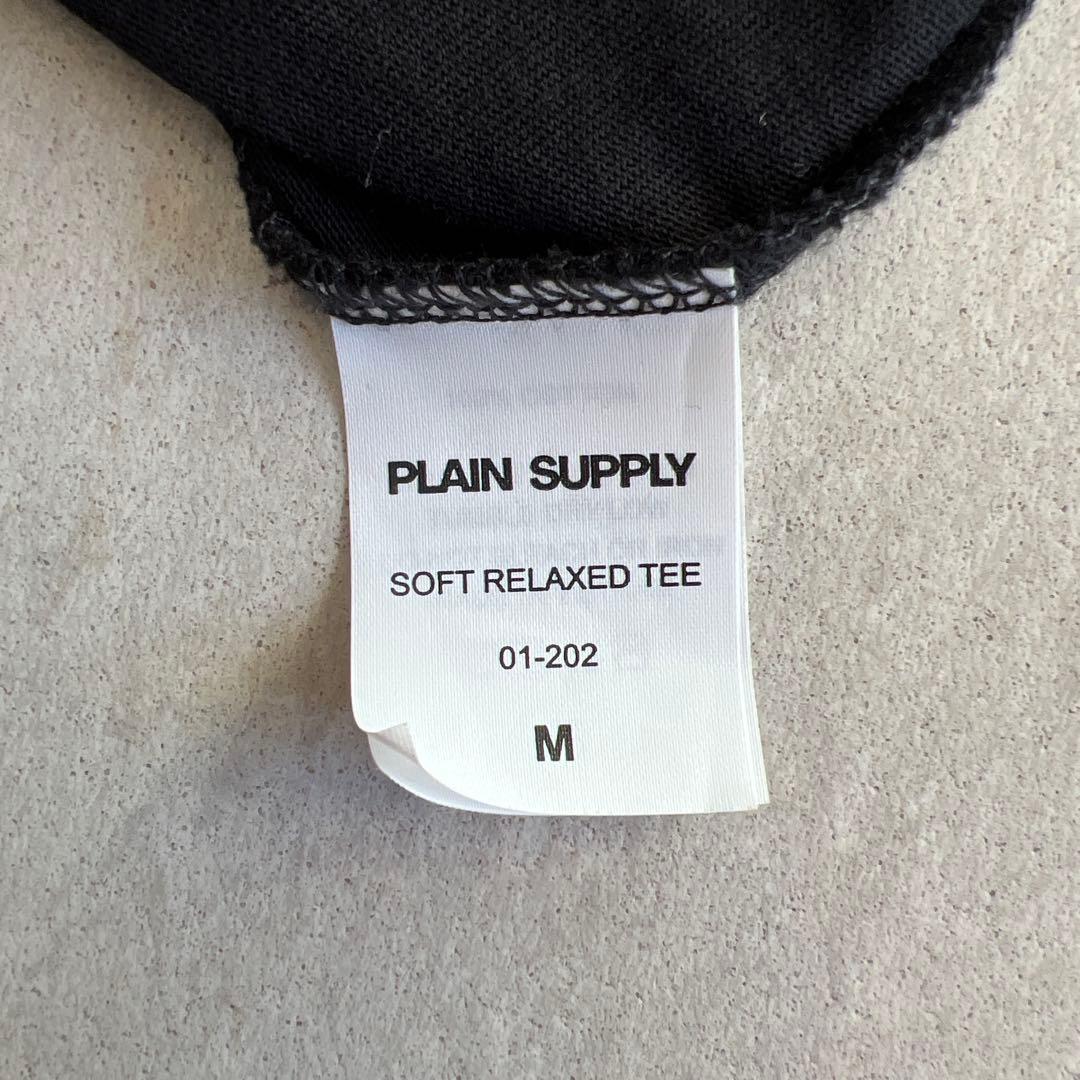 PLAIN SUPPLY
SOFT RELAXED TEE
01-202
M